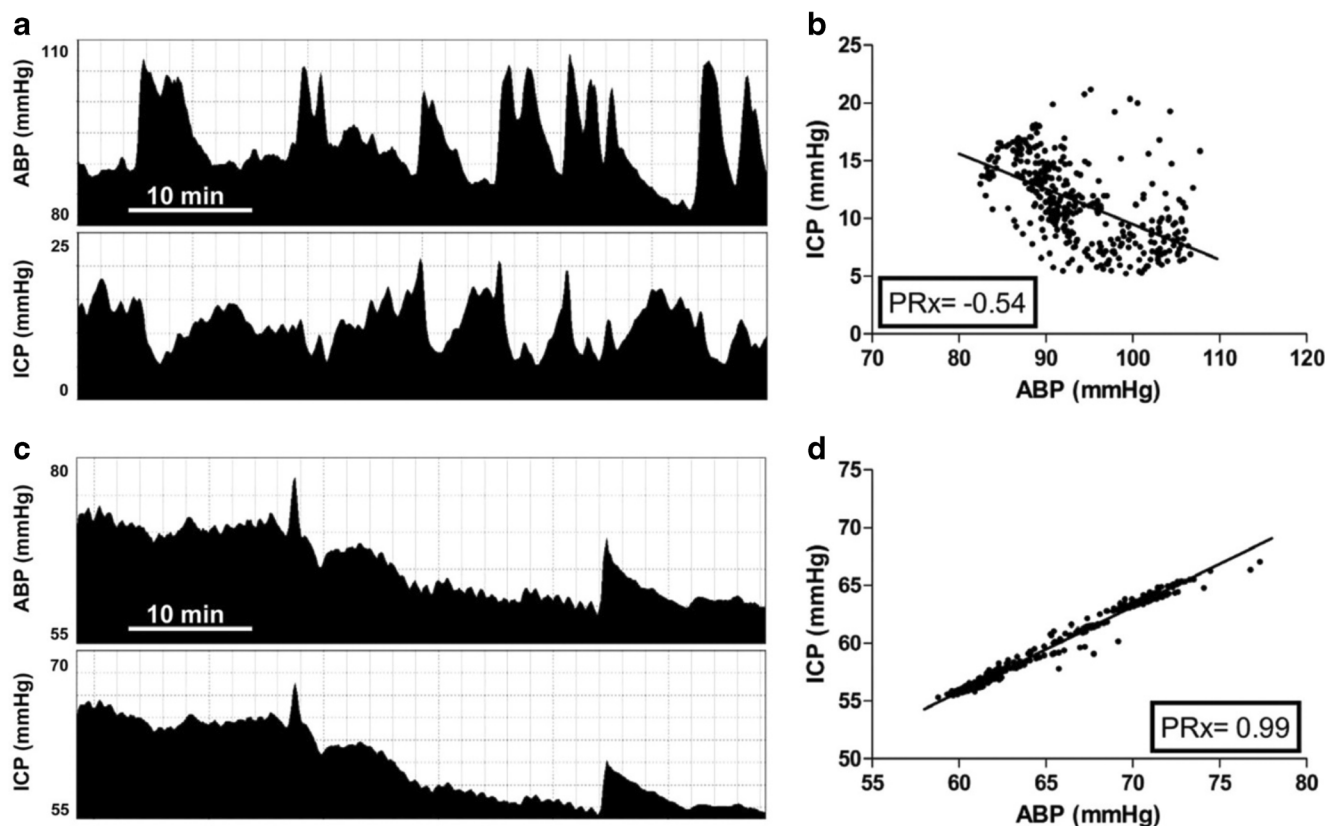 a
110
ABP (mmHg)
80
10 min
25
ICP (mmHg)
0
b
25
20
15
10
5
0
ICP (mmHg)
PRx= -0.54
70 80 90 100 110 120
ABP (mmHg)
c
80
ABP (mmHg)
55
10 min
70
ICP (mmHg)
55
d
75
70
65
60
55
50
ICP (mmHg)
PRx= 0.99
55 60 65 70 75 80
ABP (mmHg)